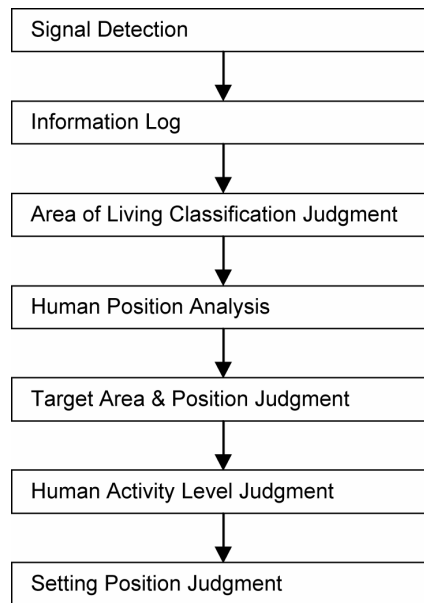 Signal Detection
Information Log
Area of Living Classification Judgment
Human Position Analysis
Target Area & Position Judgment
Human Activity Level Judgment
Setting Position Judgment